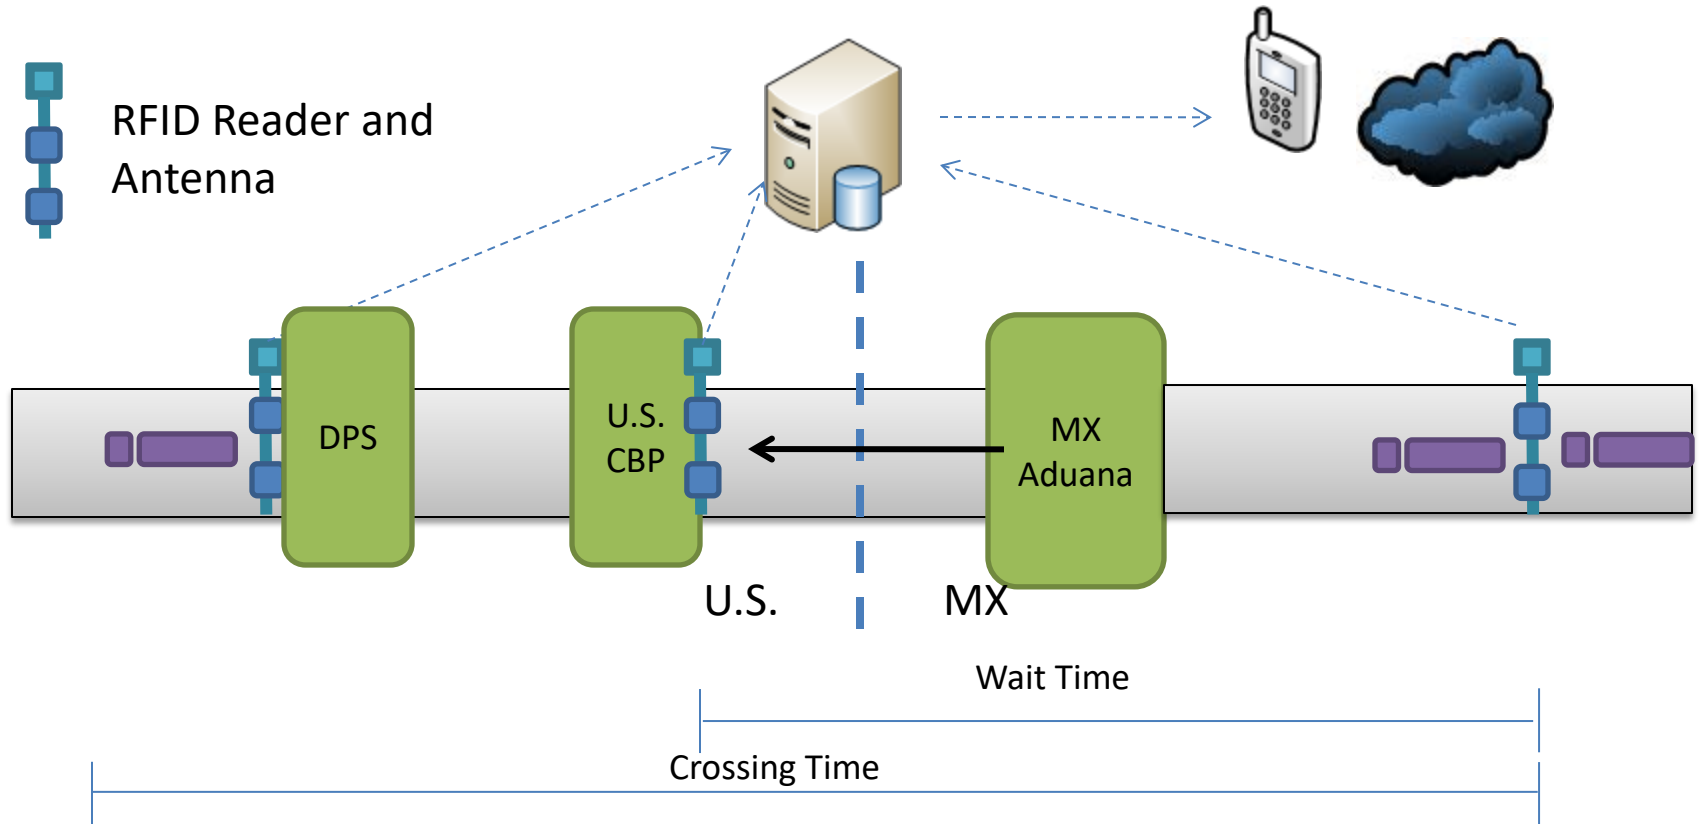 RFID Reader and
Antenna
DPS
U.S.
CBP
MX
Aduana
U.S.
MX
Wait Time
Crossing Time